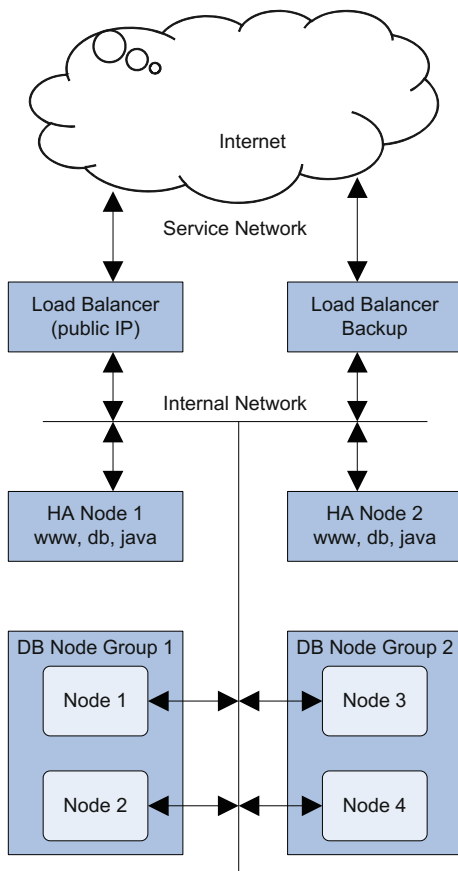 Internet
Service Network
Load Balancer
(public IP)
Load Balancer
Backup
Internal Network
HA Node 1
www, db, java
HA Node 2
www, db, java
DB Node Group 1
Node 1
Node 2
DB Node Group 2
Node 3
Node 4